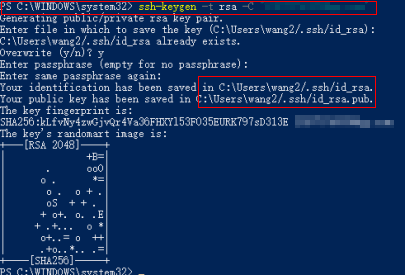 PS C:\WINDOWS\system32> ssh-keygen -t rsa -C
Generating public/private rsa key pair.
Enter file in which to save the key (C:\Users\wang2/.ssh/id_rsa):
C:\Users\wang2/.ssh/id_rsa already exists.
Overwrite (y/n)? y
Enter passphrase (empty for no passphrase):
Enter same passphrase again:
Your identification has been saved in C:\Users\wang2/.ssh/id_rsa.
Your public key has been saved in C:\Users\wang2/.ssh/id_rsa.pub.
The key fingerprint is:
SHA256:kLfvNy4zwGjvQr4Va36FHXYl53F035EURK797sD313E
The key's randomart image is:
+---[RSA 2048]----+
|             +B=|
|      .      ooO|
|     o .      *=|
|      o .  o + .|
|      oS  + + . |
|     + o+. o. .E|
|    + .+... o *|
|     o+..= o  ++|
|     .+o..*.. .=|
+----[SHA256]-----+
PS C:\WINDOWS\system32> _